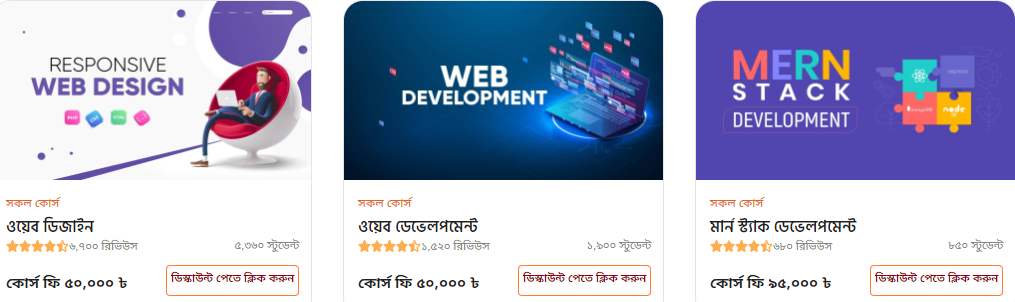 RESPONSIVE
WEB DESIGN
PHP
CSS
HTML
সকল কোর্স
ওয়েব ডিজাইন
৬,৭০০ রিভিউস
৫,৩৬০ স্টুডেন্ট
কোর্স ফি ৫০,০০০ ৳
ডিস্কাউন্ট পেতে ক্লিক করুন
WEB
DEVELOPMENT
সকল কোর্স
ওয়েব ডেভেলপমেন্ট
১,৫২০ রিভিউস
১,৯০০ স্টুডেন্ট
কোর্স ফি ৫০,০০০ ৳
ডিস্কাউন্ট পেতে ক্লিক করুন
MERN
STACK
DEVELOPMENT
node
সকল কোর্স
মার্ন স্ট্যাক ডেভেলপমেন্ট
৬৮০ রিভিউস
৮৫০ স্টুডেন্ট
কোর্স ফি ৯৫,০০০ ৳
ডিস্কাউন্ট পেতে ক্লিক করুন